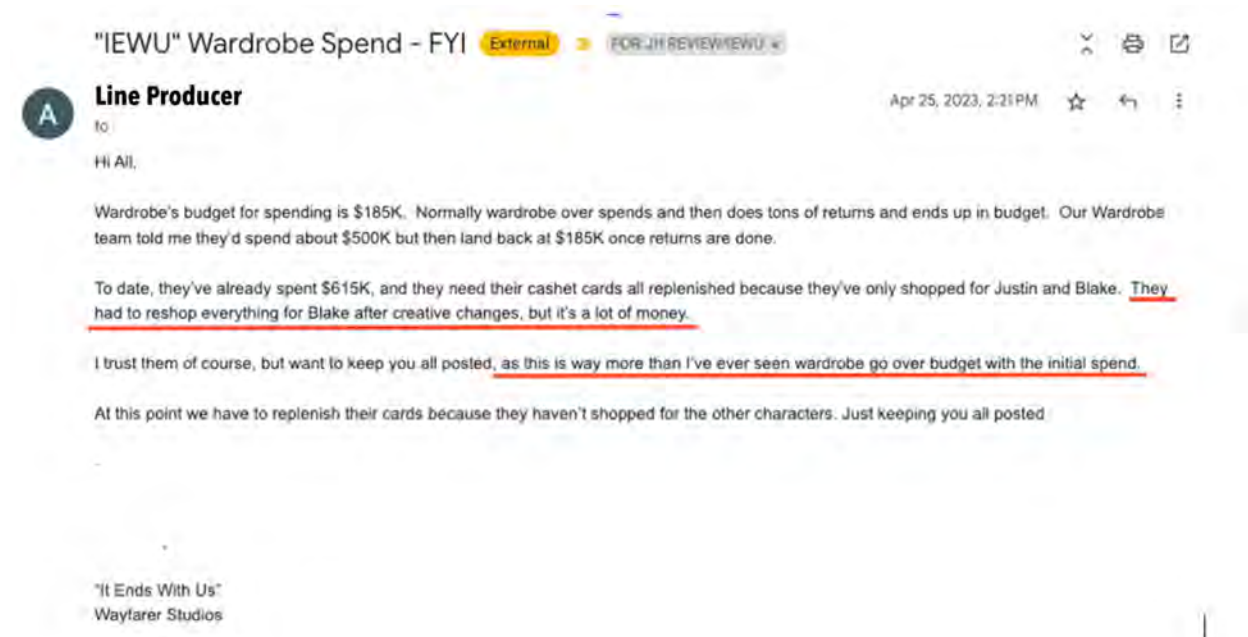 "IEWU" Wardrobe Spend - FYI External FOR JH REVIEW/IEWU ×
Line Producer Apr 25, 2023, 2:21 PM
A
to
Hi All,
Wardrobe's budget for spending is $185K. Normally wardrobe over spends and then does tons of returns and ends up in budget. Our Wardrobe
team told me they'd spend about $500K but then land back at $185K once returns are done.
To date, they've already spent $615K, and they need their cashet cards all replenished because they've only shopped for Justin and Blake. They
had to reshop everything for Blake after creative changes, but it's a lot of money.
I trust them of course, but want to keep you all posted, as this is way more than I've ever seen wardrobe go over budget with the initial spend.
At this point we have to replenish their cards because they haven't shopped for the other characters. Just keeping you all posted
"It Ends With Us"
Wayfarer Studios